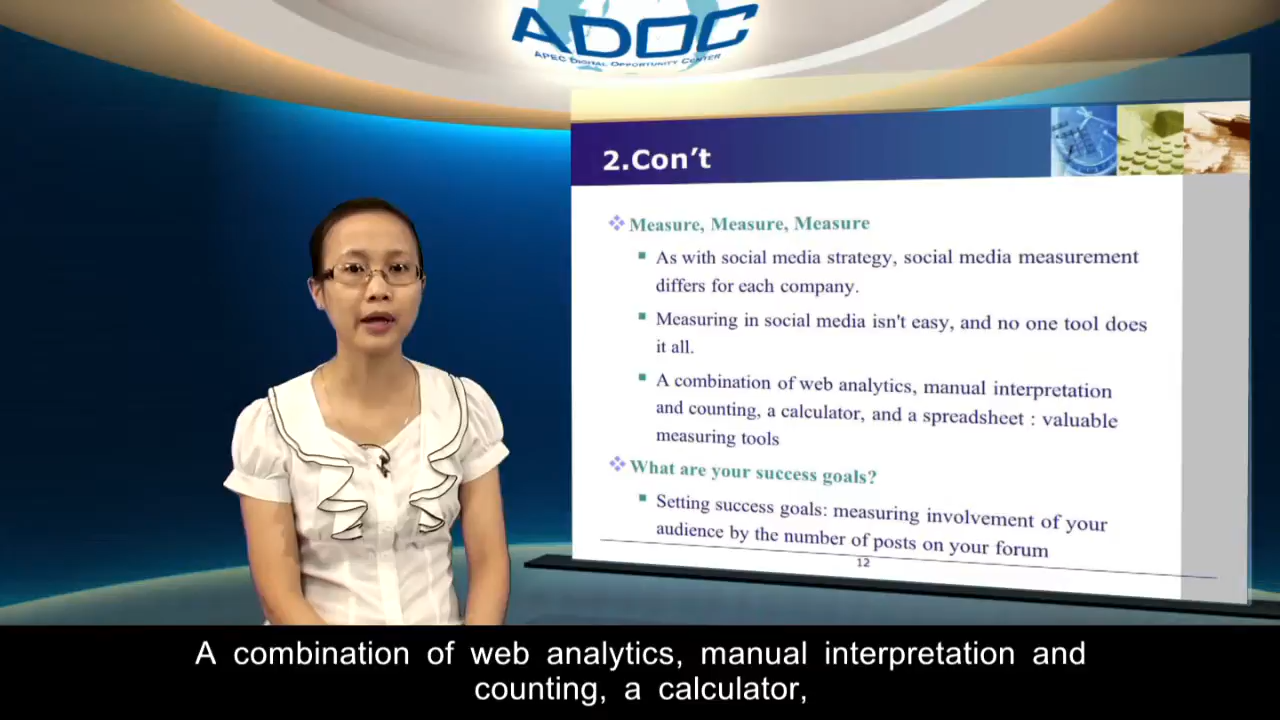 ADOC
APEC DIGITAL OPPORTUNITY CENTER
2.Con't
Measure, Measure, Measure
As with social media strategy, social media measurement
differs for each company.
Measuring in social media isn't easy, and no one tool does
it all.
A combination of web analytics, manual interpretation
and counting, a calculator, and a spreadsheet : valuable
measuring tools
What are your success goals?
Setting success goals: measuring involvement of your
audience by the number of posts on your forum
12
A combination of web analytics, manual interpretation and
counting, a calculator,